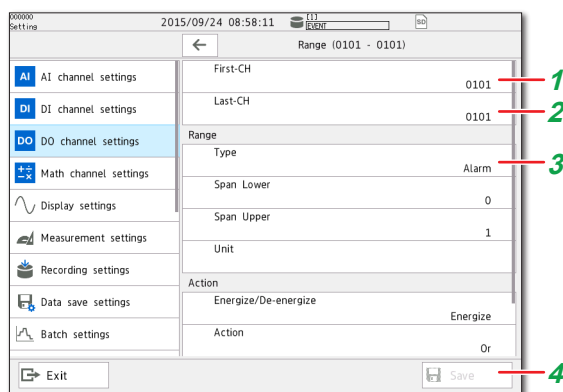 000000
Setting
2015/09/24 08:58:11
[1]
EVENT
SD
Range (0101 - 0101)
AI AI channel settings
DI DI channel settings
DO DO channel settings
Math channel settings
Display settings
Measurement settings
Recording settings
Data save settings
Batch settings
First-CH
0101
1
Last-CH
0101
2
Range
Type
Alarm
3
Span Lower
0
Span Upper
1
Unit
Action
Energize/De-energize
Energize
Action
Or
Exit
Save
4